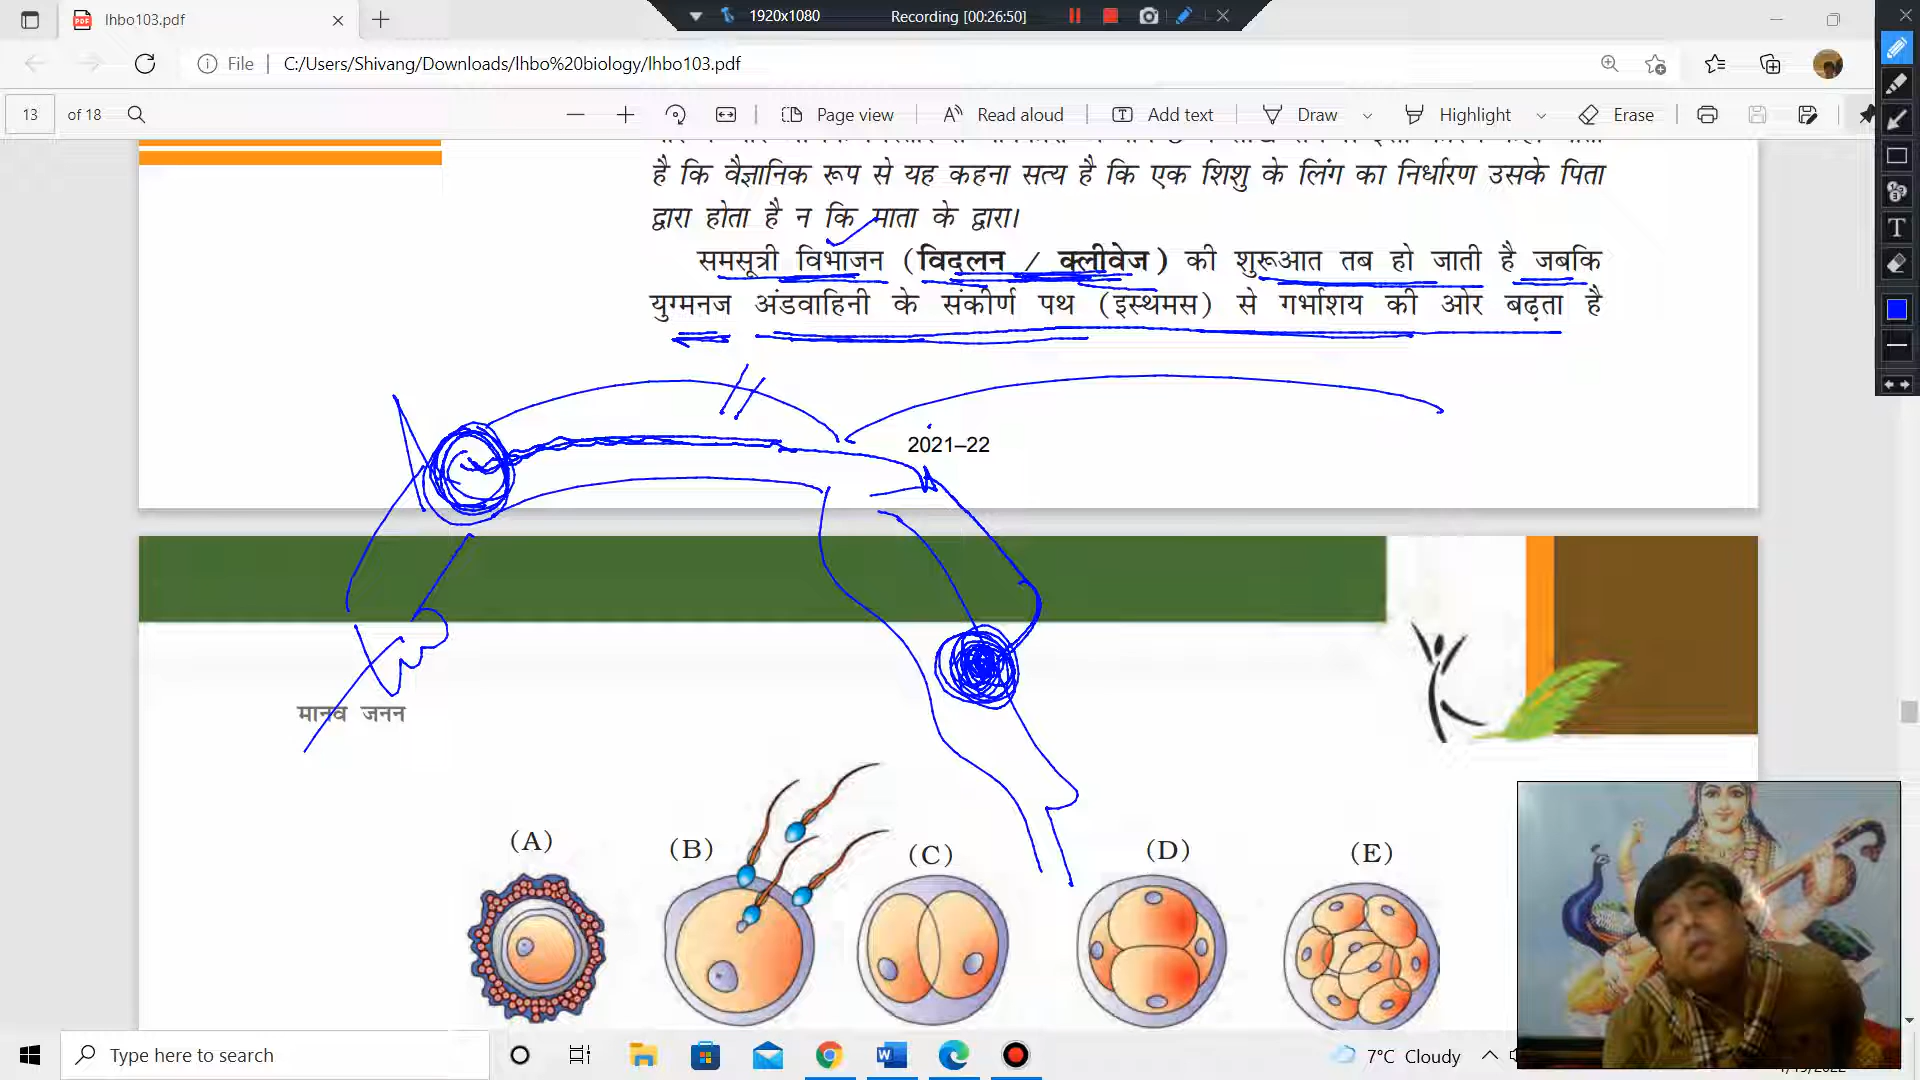 lhbo103.pdf
1920x1080 Recording [00:26:50]
File C:/Users/Shivang/Downloads/lhbo%20biology/lhbo103.pdf
13 of 18 Page view Read aloud Add text Draw Highlight Erase
है कि वैज्ञानिक रूप से यह कहना सत्य है कि एक शिशु के लिंग का निर्धारण उसके पिता
द्वारा होता है न कि माता के द्वारा।
समसूत्री विभाजन (विदलन / क्लीवेज) की शुरूआत तब हो जाती है जबकि
युग्मनज अंडवाहिनी के संकीर्ण पथ (इस्थमस) से गर्भाशय की ओर बढ़ता है
2021–22
मानव जनन
(A) (B) (C) (D) (E)
Type here to search
7°C Cloudy